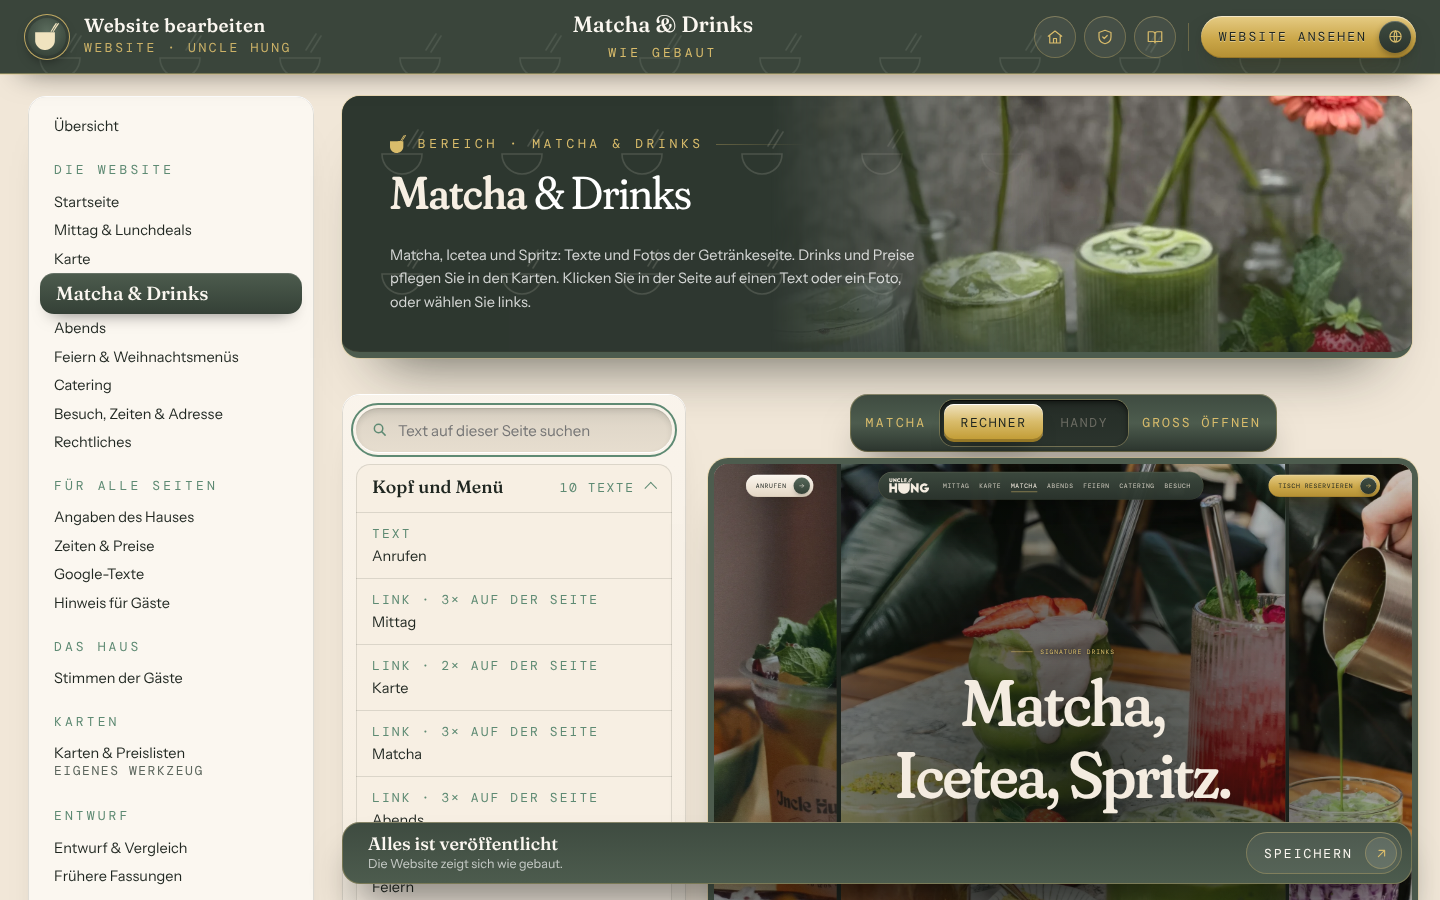 Website bearbeiten
WEBSITE · UNCLE HUNG
Matcha & Drinks
WIE GEBAUT
WEBSITE ANSEHEN
Übersicht
DIE WEBSITE
Startseite
Mittag & Lunchdeals
Karte
Matcha & Drinks
Abends
Feiern & Weihnachtsmenüs
Catering
Besuch, Zeiten & Adresse
Rechtliches
FÜR ALLE SEITEN
Angaben des Hauses
Zeiten & Preise
Google-Texte
Hinweis für Gäste
DAS HAUS
Stimmen der Gäste
KARTEN
Karten & Preislisten
EIGENES WERKZEUG
ENTWURF
Entwurf & Vergleich
Frühere Fassungen
BEREICH · MATCHA & DRINKS
Matcha & Drinks
Matcha, Icetea und Spritz: Texte und Fotos der Getränkeseite. Drinks und Preise
pflegen Sie in den Karten. Klicken Sie in der Seite auf einen Text oder ein Foto,
oder wählen Sie links.
Text auf dieser Seite suchen
Kopf und Menü
10 TEXTE
TEXT
Anrufen
LINK · 3× AUF DER SEITE
Mittag
LINK · 2× AUF DER SEITE
Karte
LINK · 3× AUF DER SEITE
Matcha
LINK · 3× AUF DER SEITE
Abends
Feiern
MATCHA
RECHNER
HANDY
GROSS ÖFFNEN
ANRUFEN
UNCLE HUNG
MITTAG KARTE MATCHA ABENDS FEIERN CATERING BESUCH
TISCH RESERVIEREN
SIGNATURE DRINKS
Matcha,
Icetea, Spritz.
Uncle Hu
Alles ist veröffentlicht
Die Website zeigt sich wie gebaut.
SPEICHERN